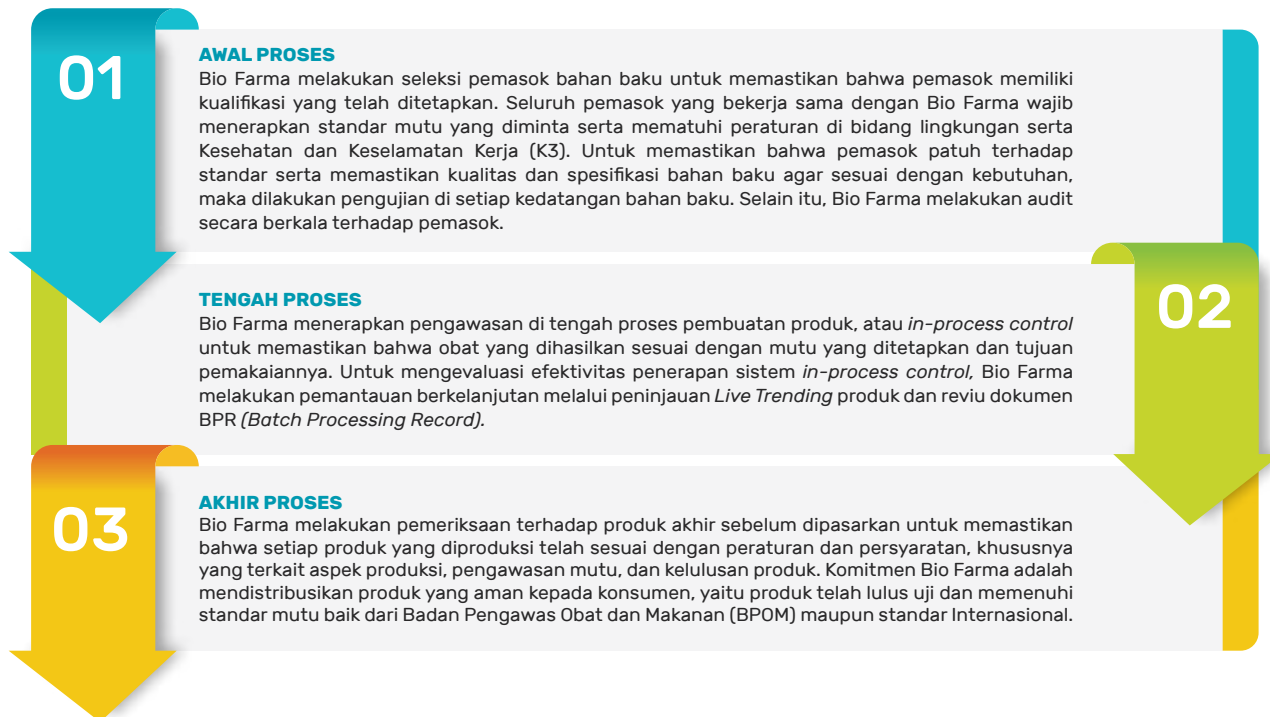 01
AWAL PROSES
Bio Farma melakukan seleksi pemasok bahan baku untuk memastikan bahwa pemasok memiliki
kualifikasi yang telah ditetapkan. Seluruh pemasok yang bekerja sama dengan Bio Farma wajib
menerapkan standar mutu yang diminta serta mematuhi peraturan di bidang lingkungan serta
Kesehatan dan Keselamatan Kerja (K3). Untuk memastikan bahwa pemasok patuh terhadap
standar serta memastikan kualitas dan spesifikasi bahan baku agar sesuai dengan kebutuhan,
maka dilakukan pengujian di setiap kedatangan bahan baku. Selain itu, Bio Farma melakukan audit
secara berkala terhadap pemasok.
02
TENGAH PROSES
Bio Farma menerapkan pengawasan di tengah proses pembuatan produk, atau in-process control
untuk memastikan bahwa obat yang dihasilkan sesuai dengan mutu yang ditetapkan dan tujuan
pemakaiannya. Untuk mengevaluasi efektivitas penerapan sistem in-process control, Bio Farma
melakukan pemantauan berkelanjutan melalui peninjauan Live Trending produk dan reviu dokumen
BPR (Batch Processing Record).
03
AKHIR PROSES
Bio Farma melakukan pemeriksaan terhadap produk akhir sebelum dipasarkan untuk memastikan
bahwa setiap produk yang diproduksi telah sesuai dengan peraturan dan persyaratan, khususnya
yang terkait aspek produksi, pengawasan mutu, dan kelulusan produk. Komitmen Bio Farma adalah
mendistribusikan produk yang aman kepada konsumen, yaitu produk telah lulus uji dan memenuhi
standar mutu baik dari Badan Pengawas Obat dan Makanan (BPOM) maupun standar Internasional.